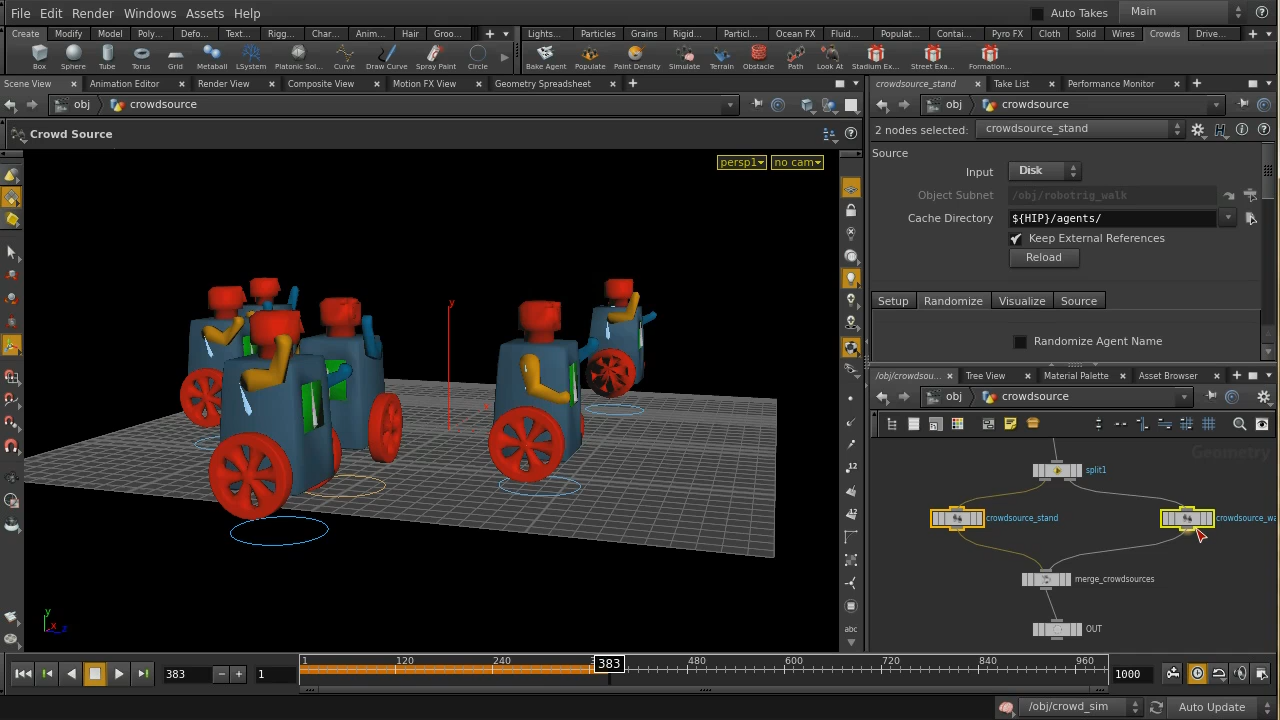 File Edit Render Windows Assets Help
Auto Takes Main
Create Modify Model Poly... Defo... Text... Rigg... Char... Anim... Hair Groo...
Lights... Particles Grains Rigid... Particl... Ocean FX Fluid... Populat... Contai... Pyro FX Cloth Solid Wires Crowds Drive...
Box Sphere Tube Torus Grid Metaball LSystem Platonic Sol... Curve Draw Curve Spray Paint Circle
Bake Agent Populate Paint Density Simulate Terrain Obstacle Path Look At Stadium Ex... Street Exa... Formation...
Scene View Animation Editor Render View Composite View Motion FX View Geometry Spreadsheet
crowdsource_stand Take List Performance Monitor
obj crowdsource
obj crowdsource
Crowd Source
2 nodes selected: crowdsource_stand
persp1 no cam
Source
Input Disk
Object Subnet /obj/robotrig_walk
Cache Directory ${HIP}/agents/
Keep External References
Reload
Setup Randomize Visualize Source
Randomize Agent Name
y
x
/obj/crowdsou... Tree View Material Palette Asset Browser
obj crowdsource
Geometry
split1
crowdsource_stand
crowdsource_wa
merge_crowdsources
OUT
12
12
abc
y
x
z
383 1
1 120 240 383 480 600 720 840 960
1000
/obj/crowd_sim Auto Update